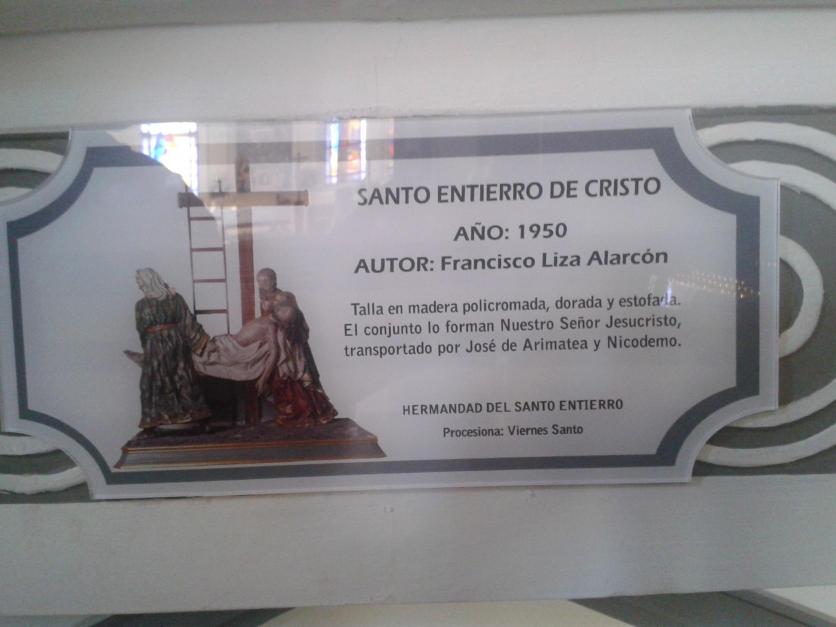 SANTO ENTIERRO DE CRISTO
AÑO: 1950
AUTOR: Francisco Liza Alarcón
Talla en madera policromada, dorada y estofada.
El conjunto lo forman Nuestro Señor Jesucristo,
transportado por José de Arimatea y Nicodemo.
HERMANDAD DEL SANTO ENTIERRO
Procesiona: Viernes Santo